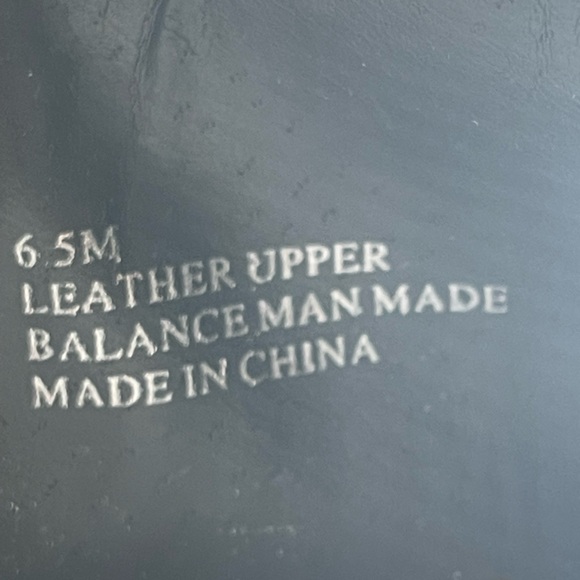 6.5M
LEATHER UPPER
BALANCE MAN MADE
MADE IN CHINA